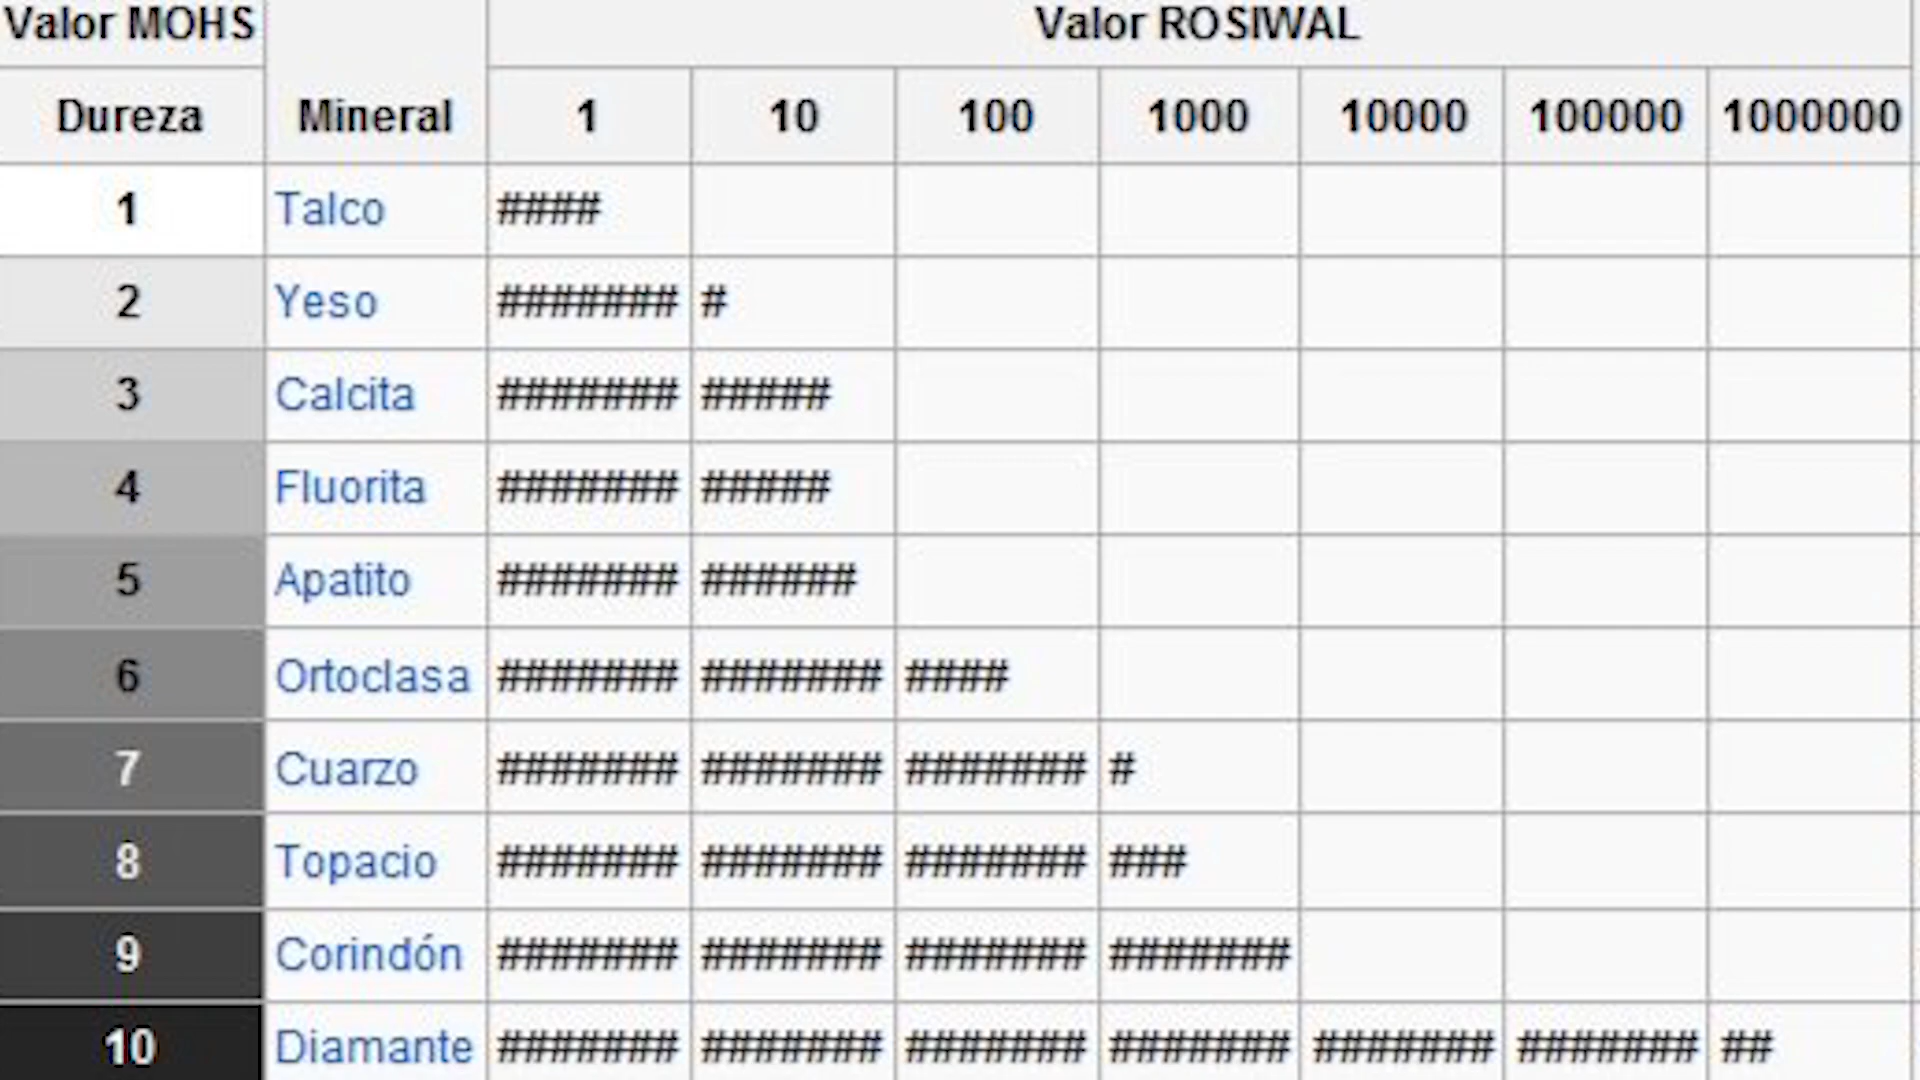 Valor MOHS Valor ROSIWAL
Dureza Mineral 1 10 100 1000 10000 100000 1000000
1 Talco ####
2 Yeso ####### #
3 Calcita ####### #####
4 Fluorita ####### #####
5 Apatito ####### ######
6 Ortoclasa ####### ####### ####
7 Cuarzo ####### ####### ####### #
8 Topacio ####### ####### ####### ###
9 Corindón ####### ####### ####### #######
10 Diamante ####### ####### ####### ####### ####### ####### ##